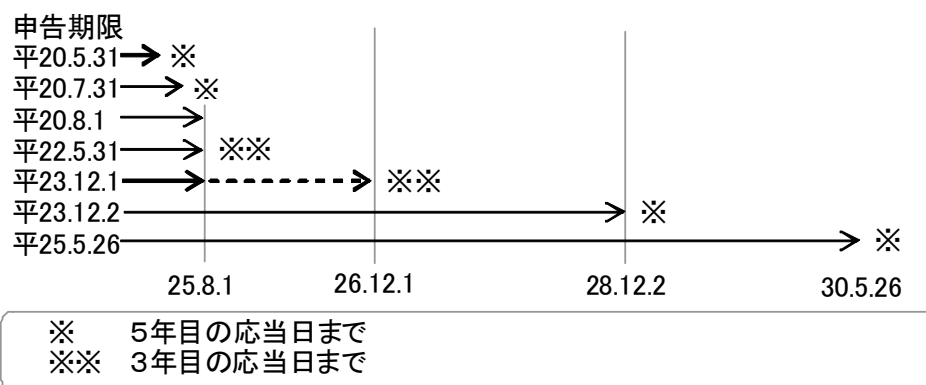 申告期限
平20.5.31 ※
平20.7.31 ※
平20.8.1
平22.5.31 ※※
平23.12.1 ※※
平23.12.2 ※
平25.5.26 ※
25.8.1 26.12.1 28.12.2 30.5.26
※ 5年目の応当日まで
※※ 3年目の応当日まで